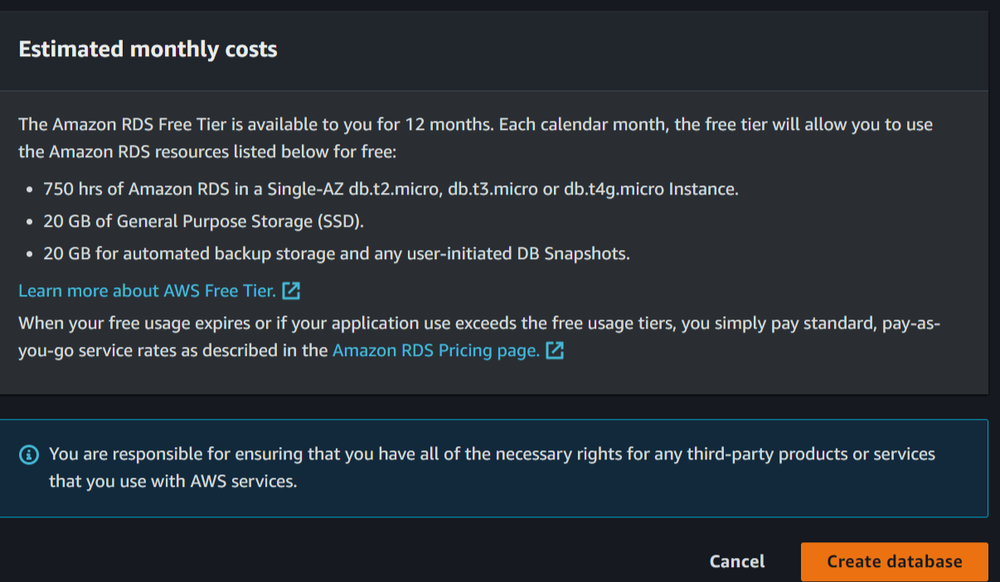 Estimated monthly costs
The Amazon RDS Free Tier is available to you for 12 months. Each calendar month, the free tier will allow you to use
the Amazon RDS resources listed below for free:
• 750 hrs of Amazon RDS in a Single-AZ db.t2.micro, db.t3.micro or db.t4g.micro Instance.
• 20 GB of General Purpose Storage (SSD).
• 20 GB for automated backup storage and any user-initiated DB Snapshots.
Learn more about AWS Free Tier.
When your free usage expires or if your application use exceeds the free usage tiers, you simply pay standard, pay-as-
you-go service rates as described in the Amazon RDS Pricing page.
You are responsible for ensuring that you have all of the necessary rights for any third-party products or services
that you use with AWS services.
Cancel Create database